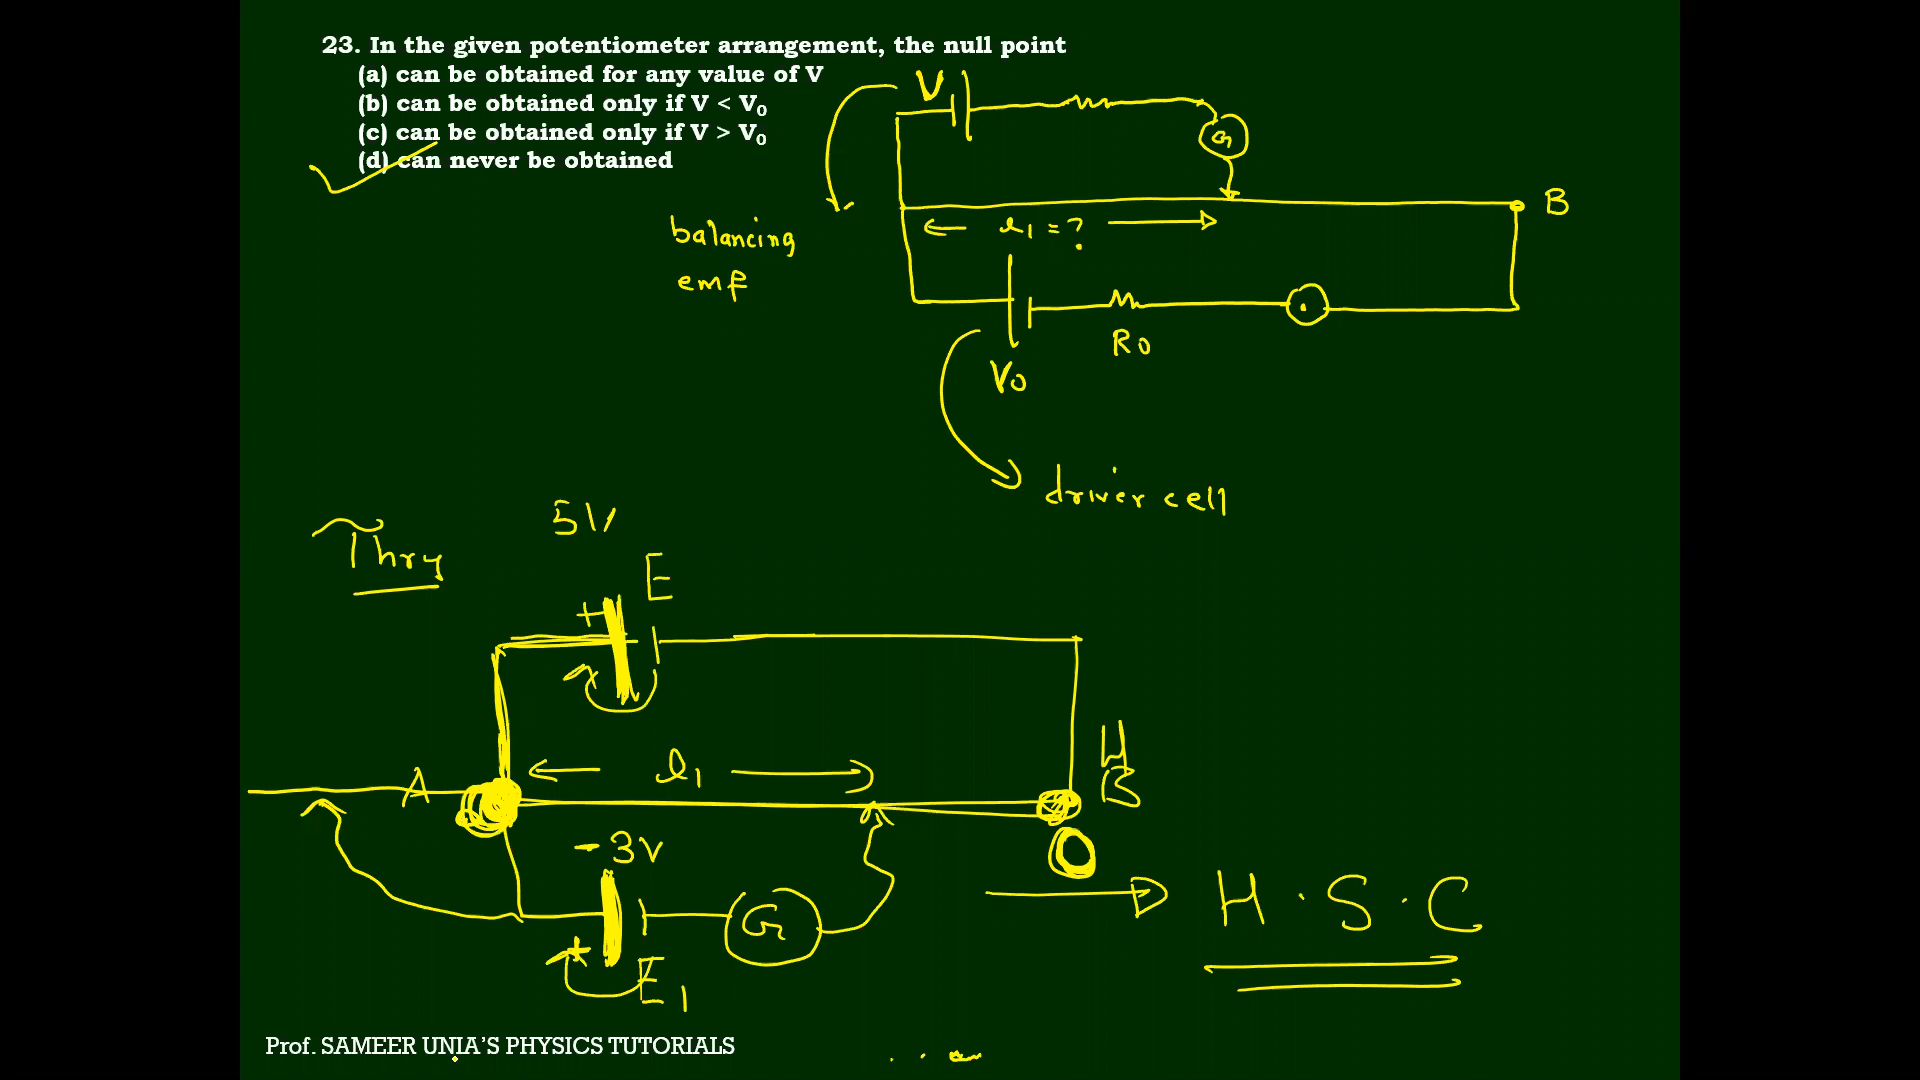 23. In the given potentiometer arrangement, the null point
(a) can be obtained for any value of V
(b) can be obtained only if V < V₀
(c) can be obtained only if V > V₀
(d) can never be obtained
V
G
B
l₁ = ?
balancing
emf
R₀
V₀
driver cell
Thry
5V
E
+
A
l₁
B
- 3V
0
G
E₁
H.S.C
Prof. SAMEER UNIA'S PHYSICS TUTORIALS